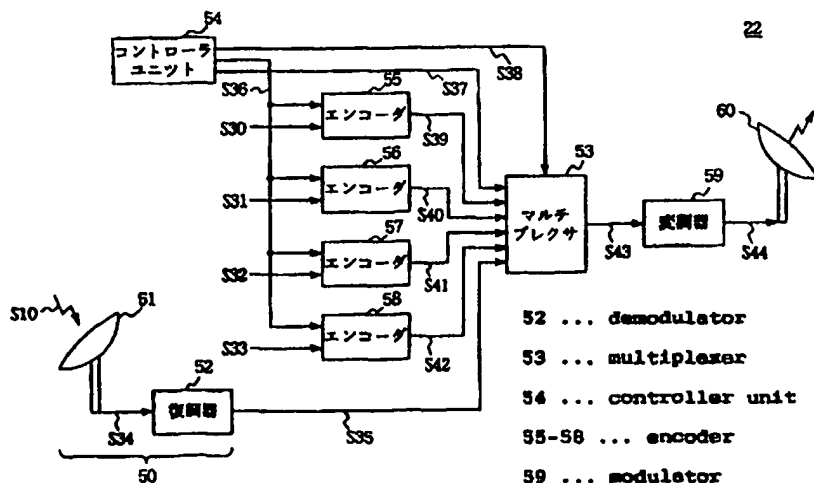 54
22
コントローラ
ユニット
S38
S36
S37
55
S30
エンコーダ
S39
60
56
53
S31
エンコーダ
S40
59
マルチ
プレクサ
変調器
57
S43
S44
S32
エンコーダ
S41
61
58
S10
S33
エンコーダ
S42
52
復調器
S34
S35
50
52 ... demodulator
53 ... multiplexer
54 ... controller unit
55-58 ... encoder
59 ... modulator